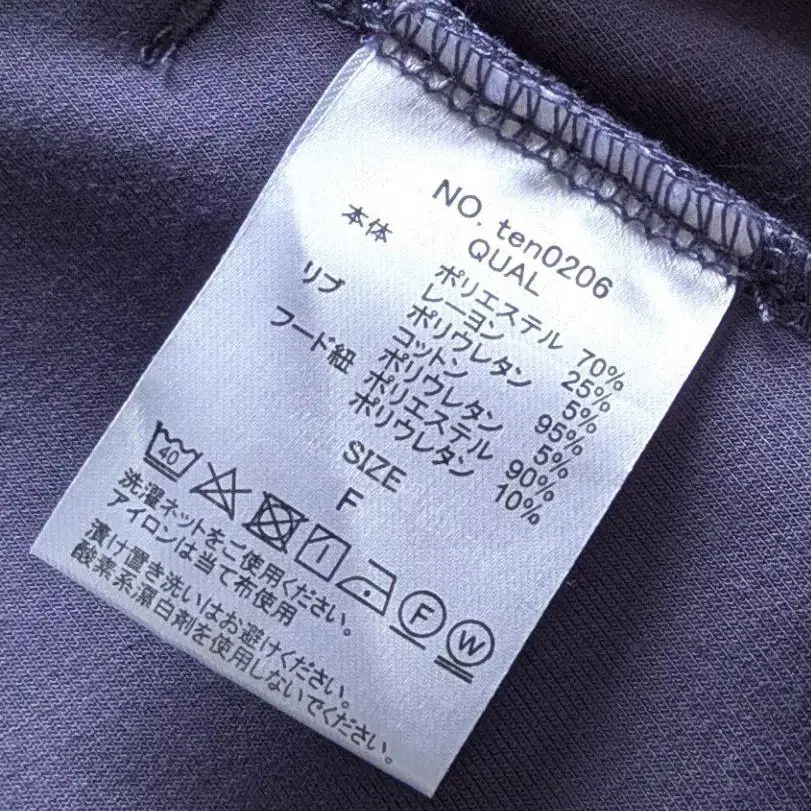 NO. ten0206
QUAL
本体 ポリエステル 70%
レーヨン 25%
ポリウレタン 5%
リブ コットン 95%
ポリウレタン 5%
フード紐 ポリエステル 90%
ポリウレタン 10%
SIZE
F
40
F
W
洗濯ネットをご使用ください。
アイロンは当て布使用
漬け置き洗いはお避けください。
酸素系漂白剤を使用しないでください。